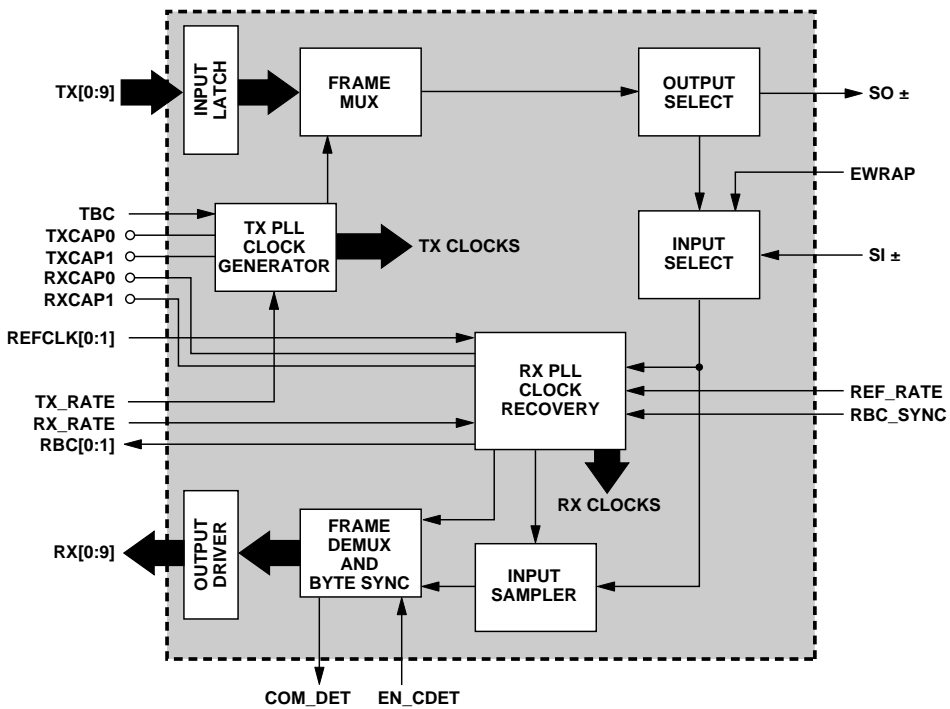 TX[0:9]
INPUT
LATCH
FRAME
MUX
OUTPUT
SELECT
SO ±
EWRAP
TBC
TXCAP0
TXCAP1
RXCAP0
RXCAP1
TX PLL
CLOCK
GENERATOR
TX CLOCKS
INPUT
SELECT
SI ±
REFCLK[0:1]
TX_RATE
RX_RATE
RBC[0:1]
RX PLL
CLOCK
RECOVERY
REF_RATE
RBC_SYNC
RX CLOCKS
RX[0:9]
OUTPUT
DRIVER
FRAME
DEMUX
AND
BYTE SYNC
INPUT
SAMPLER
COM_DET
EN_CDET